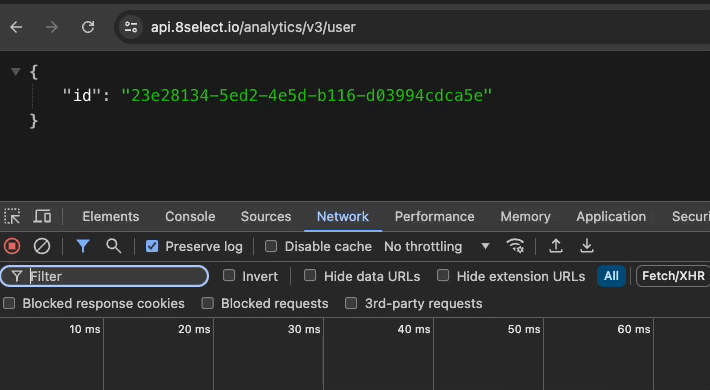 api.8select.io/analytics/v3/user
{
"id": "23e28134-5ed2-4e5d-b116-d03994cdca5e"
}
Elements Console Sources Network Performance Memory Application Securi
Preserve log Disable cache No throttling
Filter Invert Hide data URLs Hide extension URLs All Fetch/XHR
Blocked response cookies Blocked requests 3rd-party requests
10 ms 20 ms 30 ms 40 ms 50 ms 60 ms